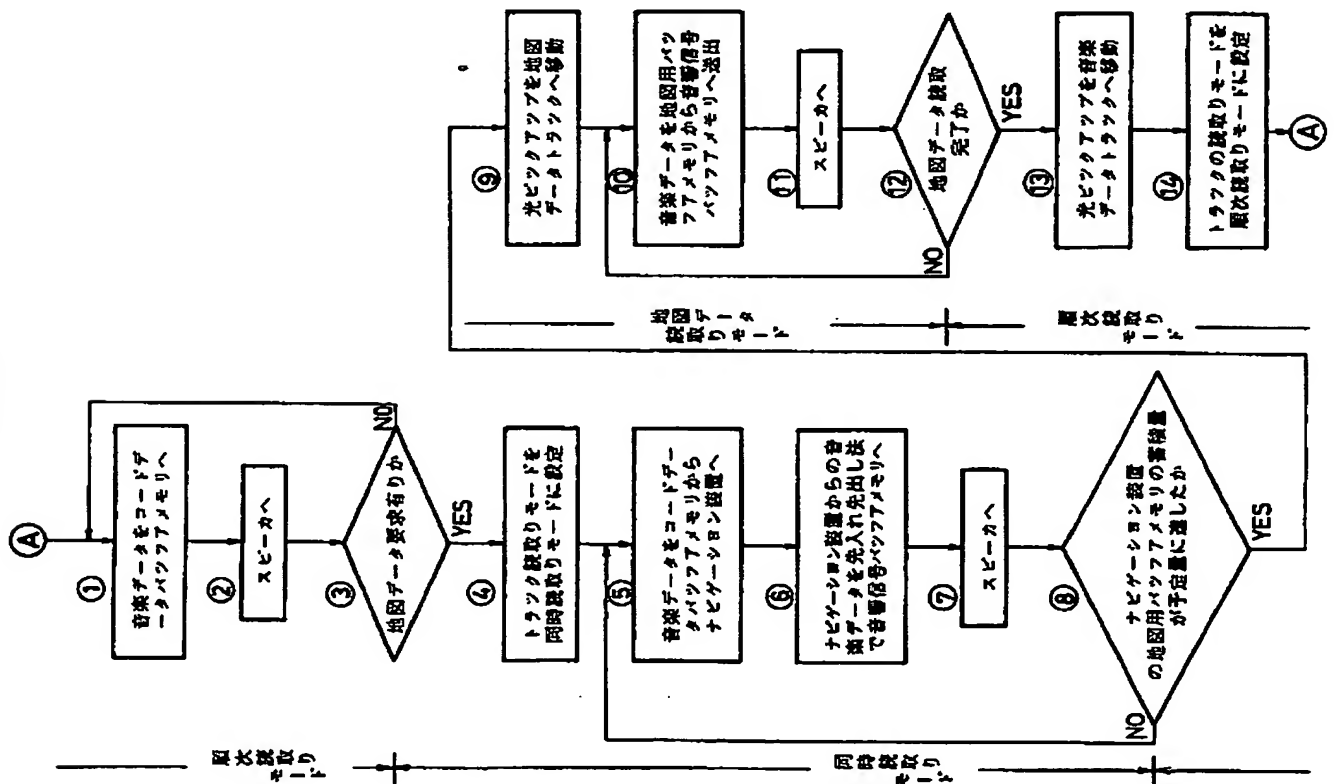 A
①
音楽データをコードデ
ータバッファメモリへ
②
スピーカへ
③
地図データ要求有りか
NO
YES
④
トラック読取りモードを
同時読取りモードに設定
⑤
音楽データをコードデー
タバッファメモリから
ナビゲーション装置へ
⑥
ナビゲーション装置からの音
楽データを先入れ先出し法
で音響信号バッファアメモリへ
⑦
スピーカへ
⑧
ナビゲーション装置
の地図用バッファメモリの蓄積量
が予定量に達したか
NO
YES
順次読取り
モード
同時読取り
モード
⑨
光ピックアップを地図
データトラックへ移動
⑩
音楽データを地図用バッ
ファメモリから音響信号
バッファアメモリへ送出
⑪
スピーカへ
⑫
地図データ読取
完了か
NO
YES
⑬
光ピックアップを音楽
データトラックへ移動
⑭
トラックの読取りモードを
順次読取りモードに設定
A
地図データ
読取りモード
順次読取り
モード